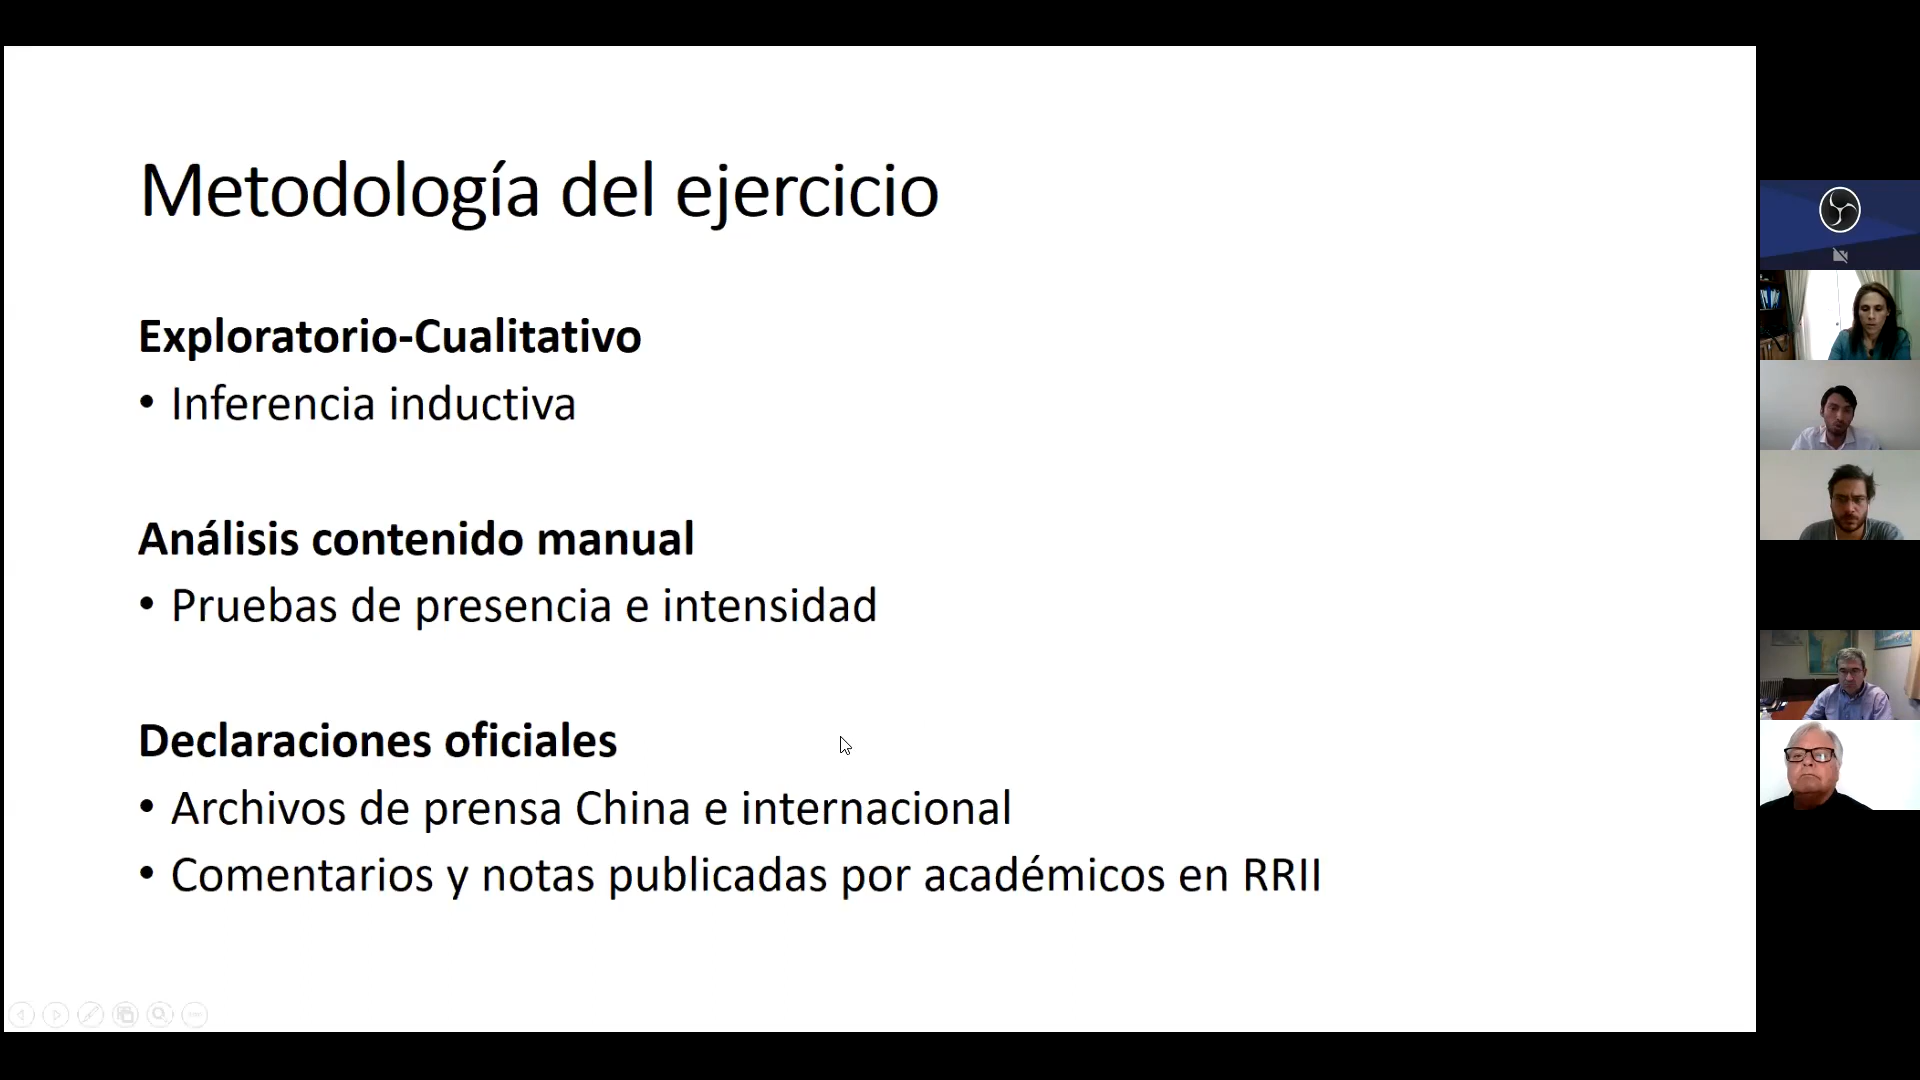 Metodología del ejercicio
Exploratorio-Cualitativo
• Inferencia inductiva
Análisis contenido manual
• Pruebas de presencia e intensidad
Declaraciones oficiales
• Archivos de prensa China e internacional
• Comentarios y notas publicadas por académicos en RRII